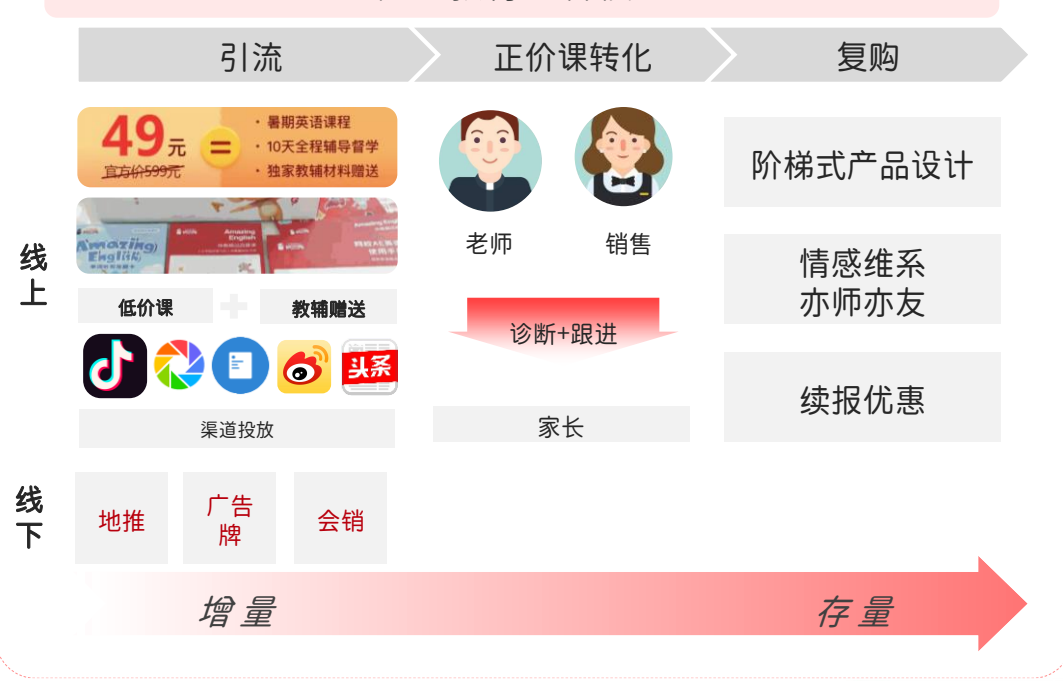 引流
正价课转化
复购
49元
官方价599元
=
· 暑期英语课程
· 10天全程辅导督学
· 独家教辅材料赠送
Amazing
English
Amazing
English
老师
销售
阶梯式产品设计
线上
情感维系
亦师亦友
低价课
+
教辅赠送
诊断+跟进
头条
续报优惠
渠道投放
家长
线下
地推
广告
牌
会销
增量
存量